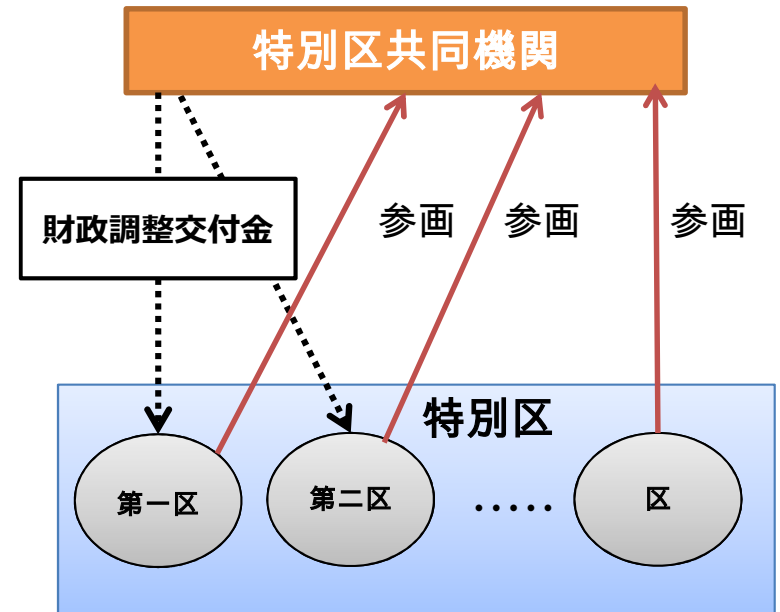 特別区共同機関
財政調整交付金
参画
参画
参画
特別区
第一区
第二区
.....
区